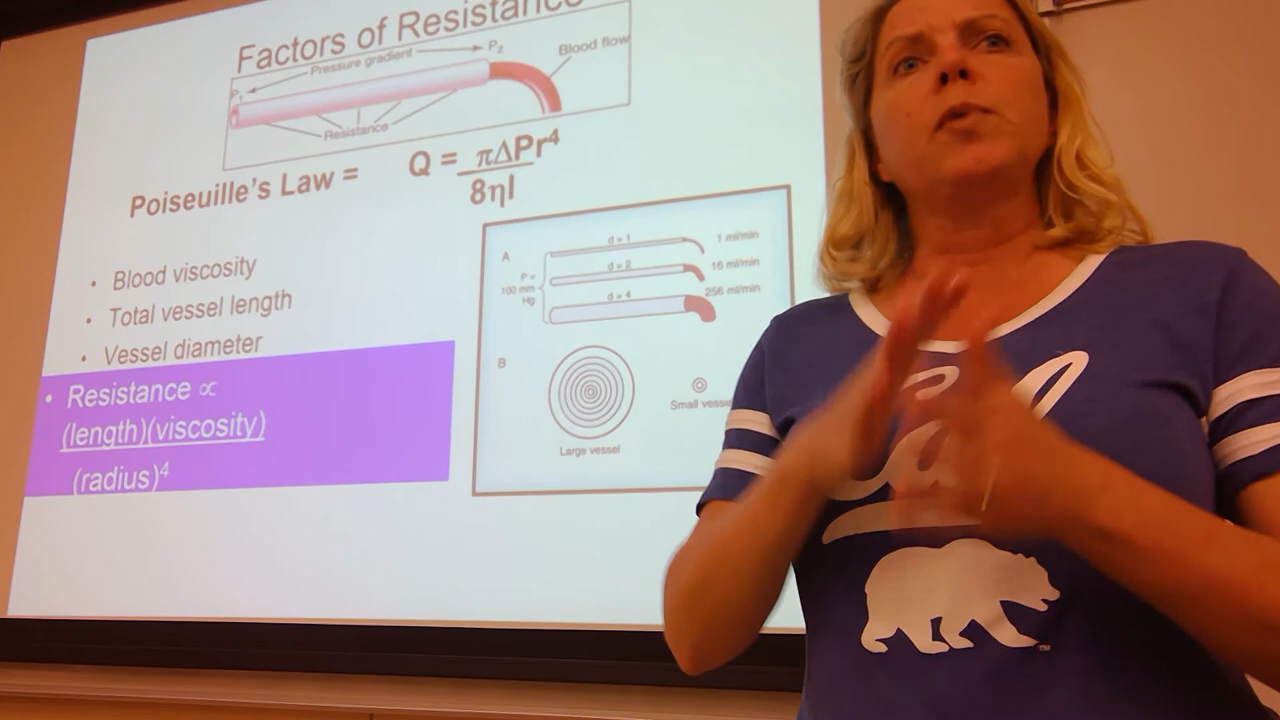 Factors of Resistance
Pressure gradient
P₂
Blood flow
P₁
Resistance
Poiseuille's Law =
Q = πΔPr⁴
8ηl
• Blood viscosity
• Total vessel length
• Vessel diameter
• Resistance ∝
(length)(viscosity)
(radius)⁴
A
d = 1
1 ml/min
P =
100 mm
Hg
d = 2
16 ml/min
d = 4
256 ml/min
B
Large vessel
Small vesse
Cal
TM